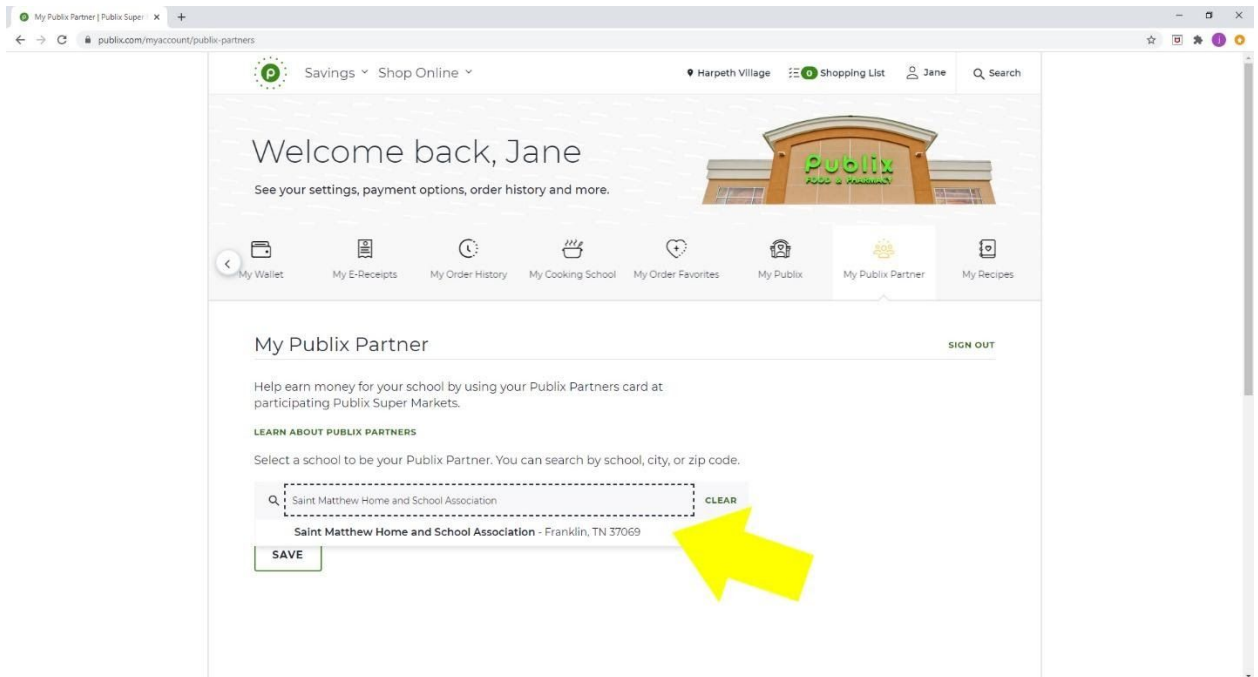 My Publix Partner | Publix Super
publix.com/myaccount/publix-partners
Savings Shop Online Harpeth Village 0 Shopping List Jane Search
Welcome back, Jane
See your settings, payment options, order history and more.
Publix
FOOD & PHARMACY
My Wallet My E-Receipts My Order History My Cooking School My Order Favorites My Publix My Publix Partner My Recipes
My Publix Partner SIGN OUT
Help earn money for your school by using your Publix Partners card at
participating Publix Super Markets.
LEARN ABOUT PUBLIX PARTNERS
Select a school to be your Publix Partner. You can search by school, city, or zip code.
Saint Matthew Home and School Association CLEAR
Saint Matthew Home and School Association - Franklin, TN 37069
SAVE